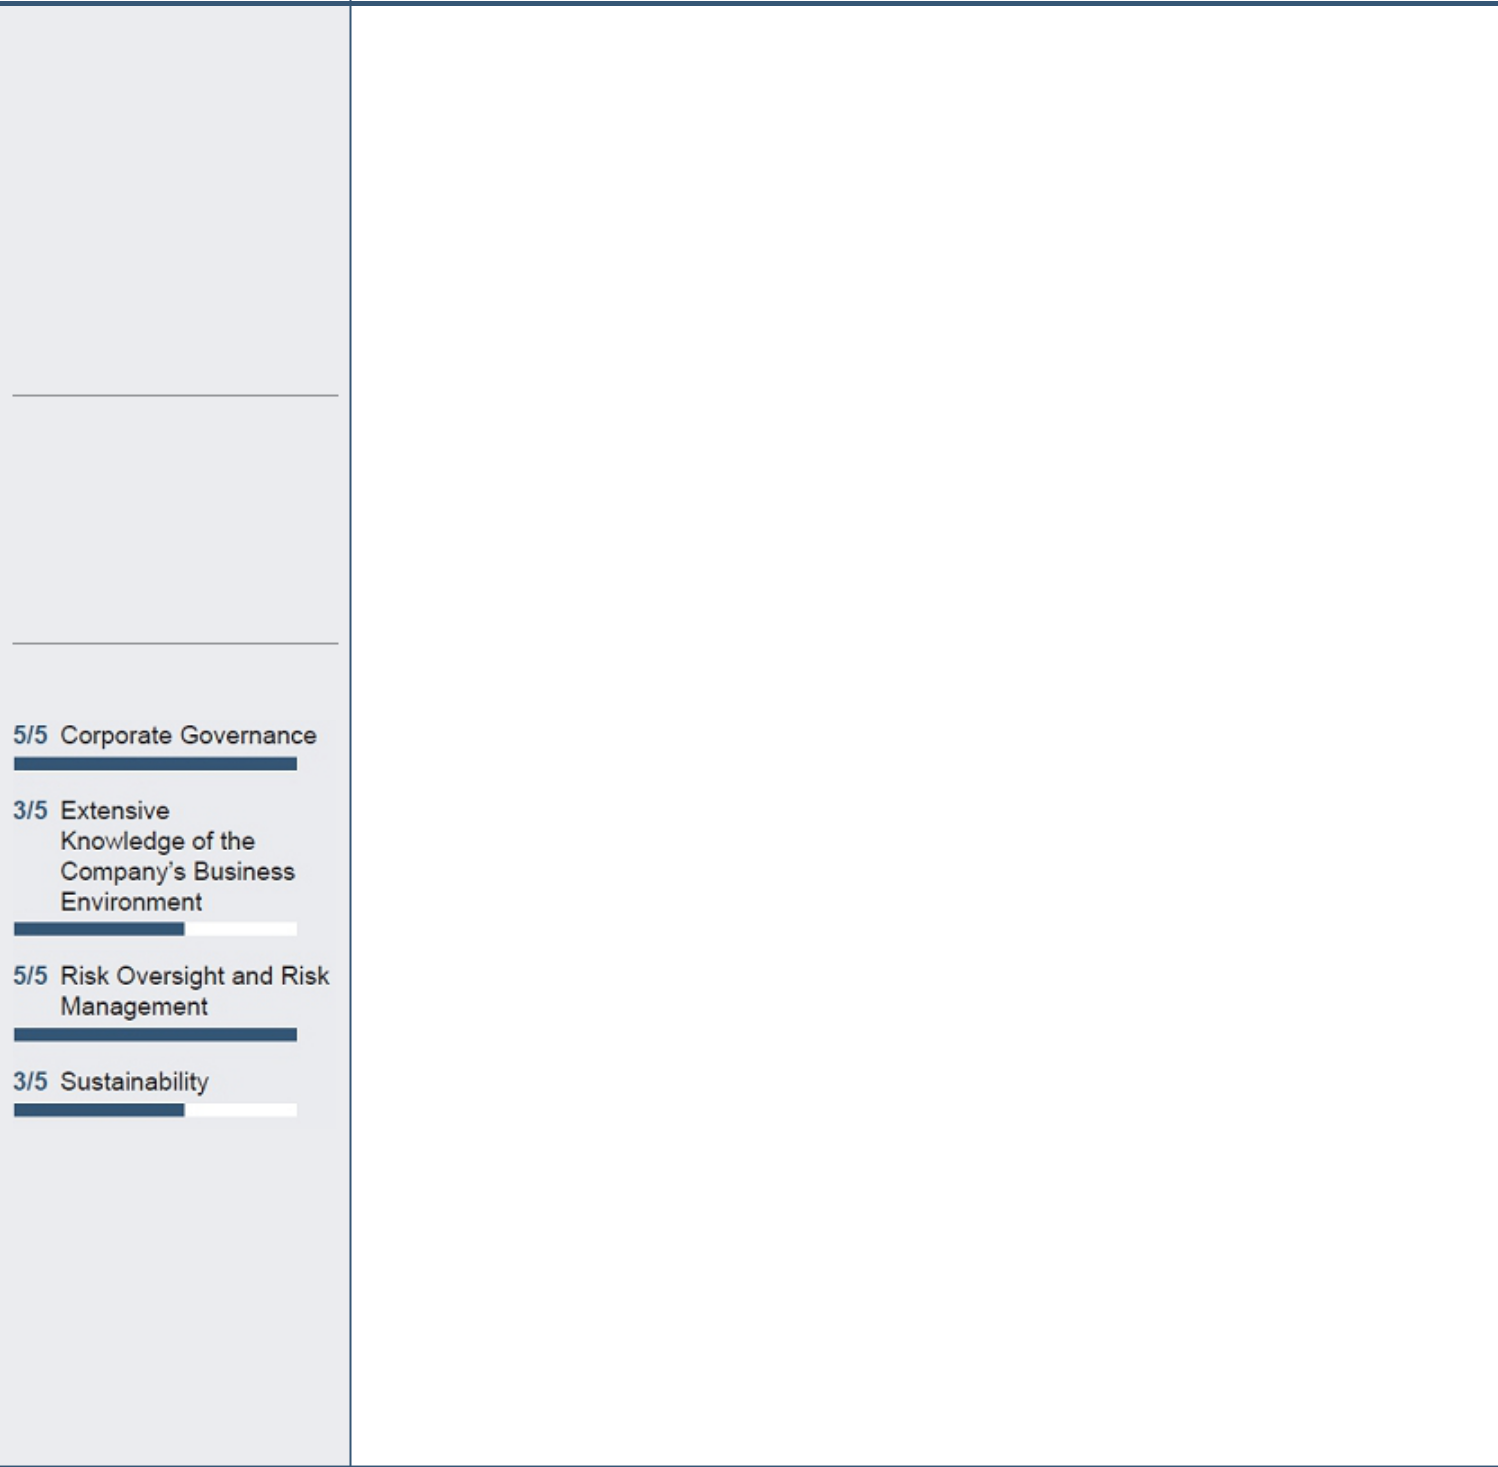 5/5 Corporate Governance
3/5 Extensive
Knowledge of the
Company’s Business
Environment
5/5 Risk Oversight and Risk
Management
3/5 Sustainability